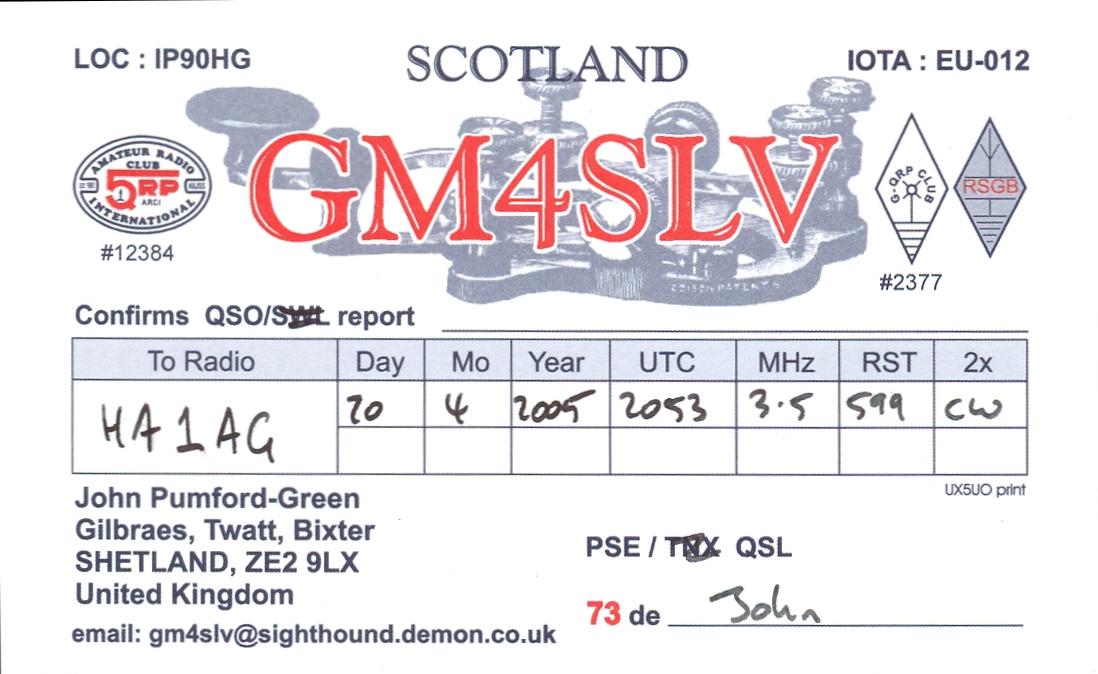 LOC : IP90HG
SCOTLAND
IOTA : EU-012
AMATEUR RADIO
CLUB
QRP
ARCI
INTERNATIONAL
#12384
GM4SLV
G-QRP CLUB
#2377
RSGB
EDISON PATENTS
Confirms QSO/SWL report
To Radio Day Mo Year UTC MHz RST 2x
HA1AG 20 4 2005 2053 3.5 599 CW
UX5UO print
John Pumford-Green
Gilbraes, Twatt, Bixter
SHETLAND, ZE2 9LX
United Kingdom
email: gm4slv@sighthound.demon.co.uk
PSE / TNX QSL
73 de John